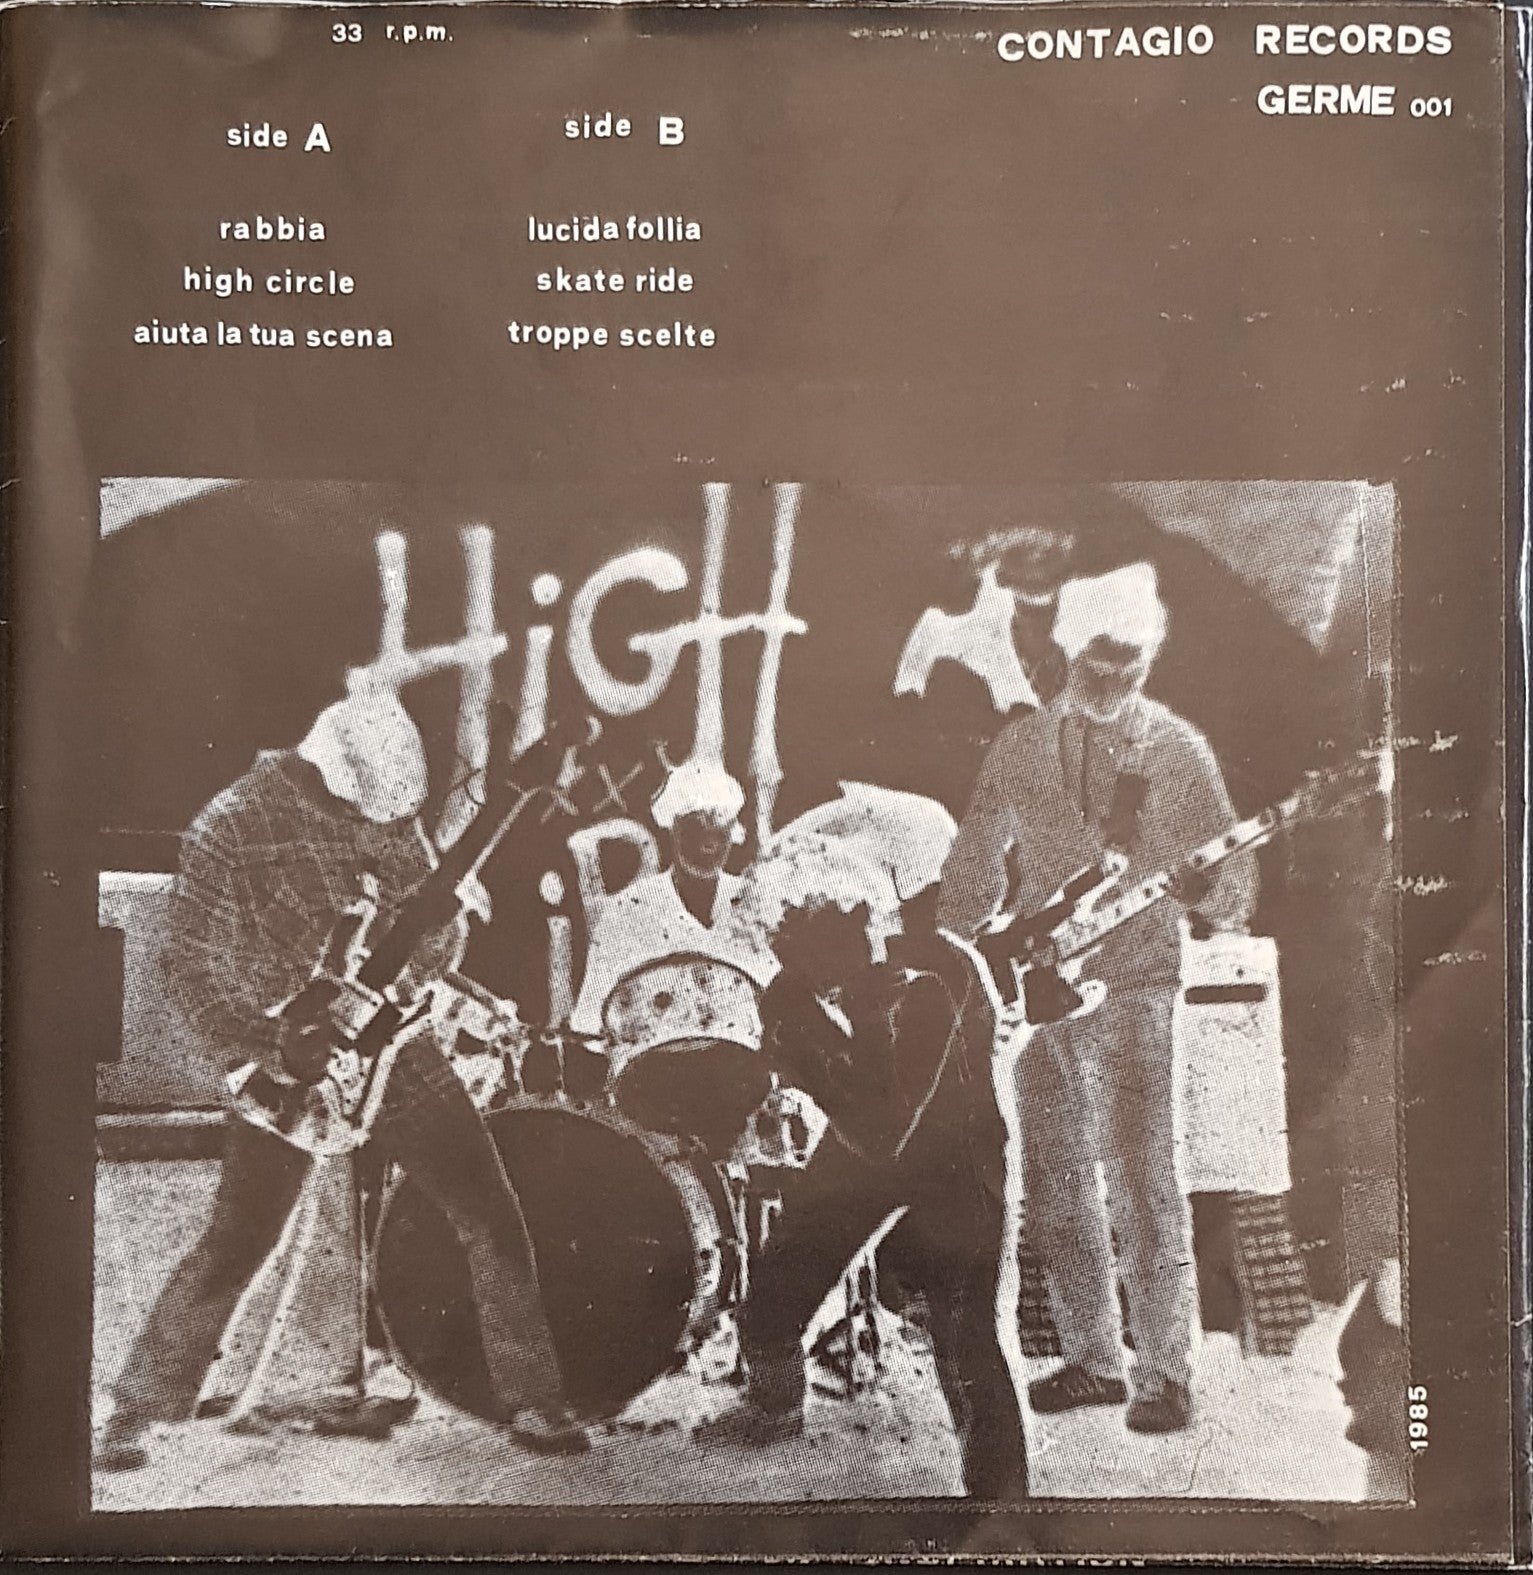 33 r.p.m.
CONTAGIO RECORDS
GERME 001
side A
rabbia
high circle
aiuta la tua scena
side B
lucida follia
skate ride
troppe scelte
HiGH
1985